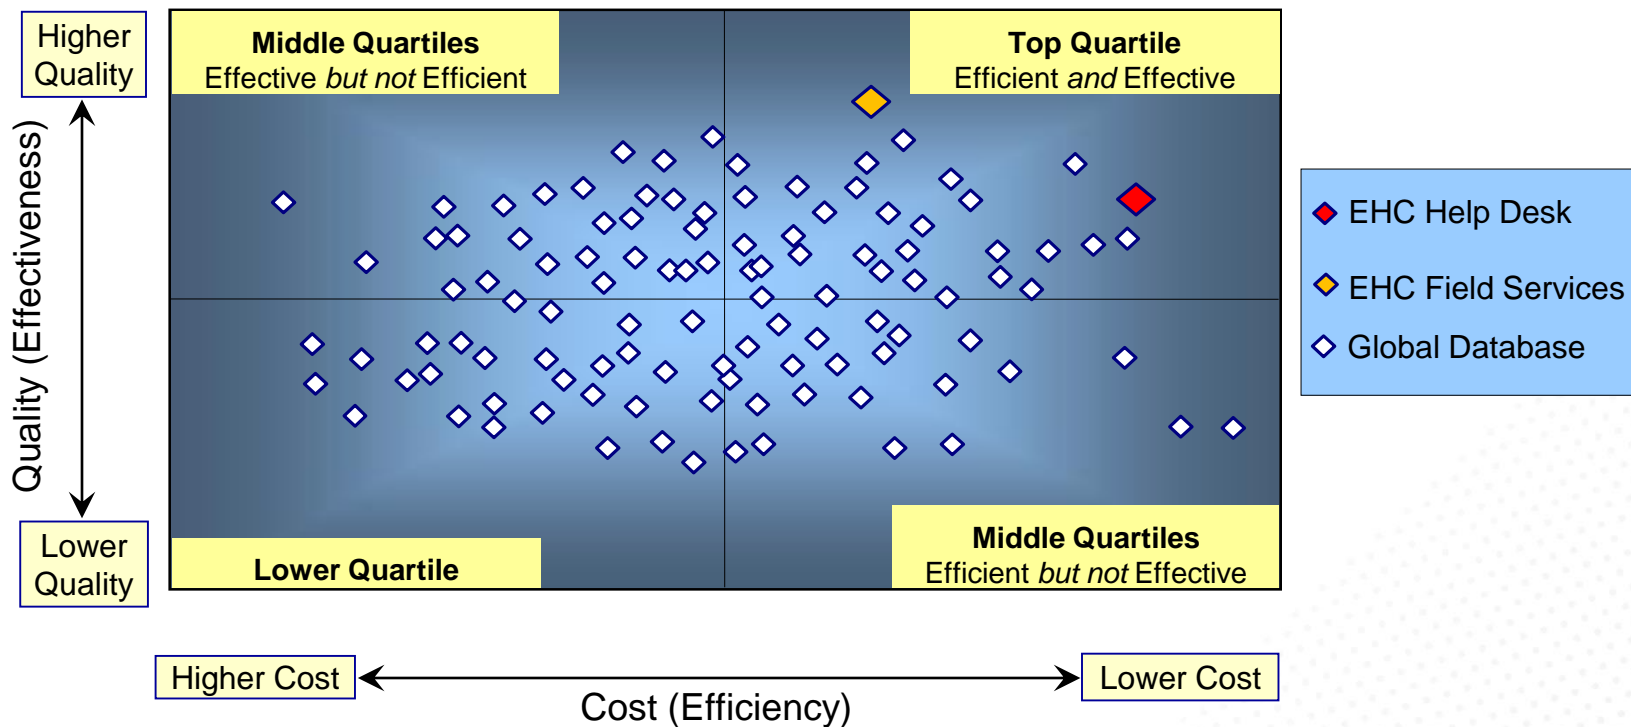 Higher
Quality
Middle Quartiles
Effective but not Efficient
Top Quartile
Efficient and Effective
Quality (Effectiveness)
EHC Help Desk
EHC Field Services
Global Database
Lower
Quality
Lower Quartile
Middle Quartiles
Efficient but not Effective
Higher Cost
Cost (Efficiency)
Lower Cost